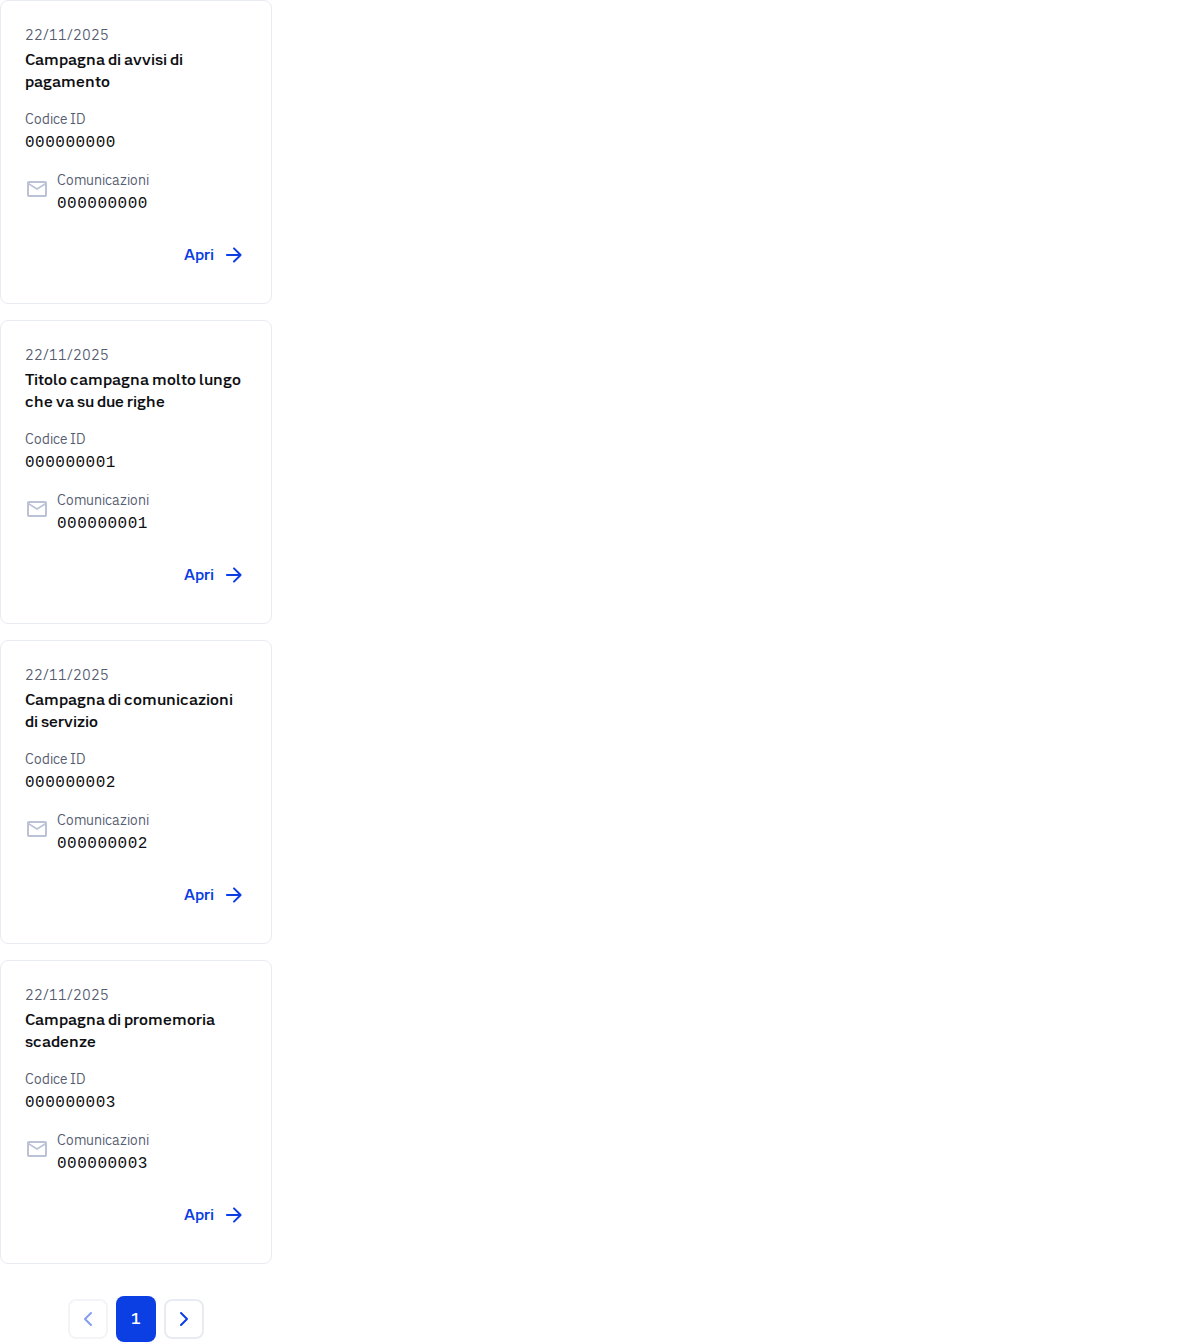 22/11/2025
Campagna di avvisi di
pagamento
Codice ID
000000000
Comunicazioni
000000000
Apri
22/11/2025
Titolo campagna molto lungo
che va su due righe
Codice ID
000000001
Comunicazioni
000000001
Apri
22/11/2025
Campagna di comunicazioni
di servizio
Codice ID
000000002
Comunicazioni
000000002
Apri
22/11/2025
Campagna di promemoria
scadenze
Codice ID
000000003
Comunicazioni
000000003
Apri
1